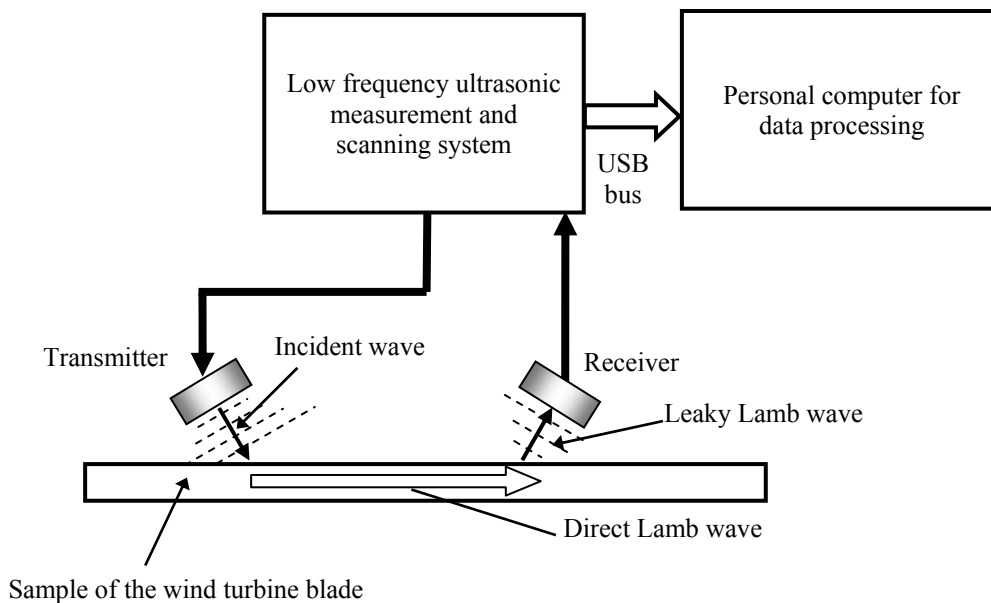 Low frequency ultrasonic
measurement and
scanning system
Personal computer for
data processing
USB
bus
Transmitter
Incident wave
Receiver
Leaky Lamb wave
Direct Lamb wave
Sample of the wind turbine blade